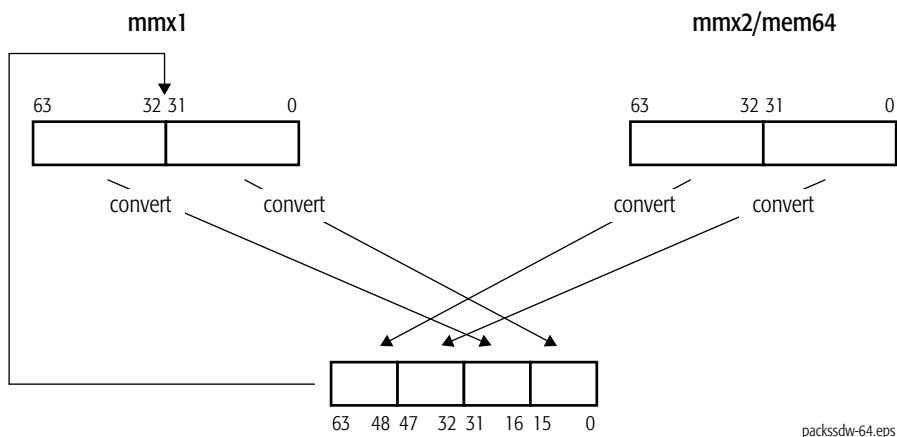 mmx1 mmx2/mem64
63 32 31 0 63 32 31 0
convert convert convert convert
63 48 47 32 31 16 15 0
packssdw-64.eps